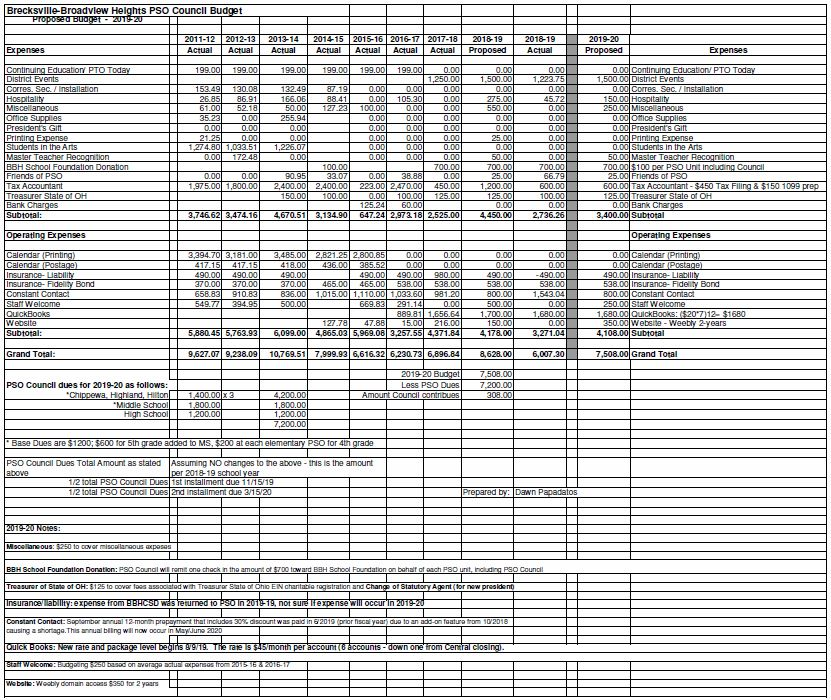 Brecksville-Broadview Heights PSO Council Budget
Proposed Budget - 2019-20
2011-12 2012-13 2013-14 2014-15 2015-16 2016-17 2017-18 2018-19 2018-19 2019-20
Expenses Actual Actual Actual Actual Actual Actual Actual Proposed Actual Proposed Expenses
Continuing Education/ PTO Today 199.00 199.00 199.00 199.00 199.00 199.00 0.00 0.00 0.00 0.00 Continuing Education/ PTO Today
District Events 1,250.00 1,500.00 1,223.75 1,500.00 District Events
Corres. Sec. / Installation 153.49 130.08 132.49 87.19 0.00 0.00 0.00 0.00 0.00 0.00 Corres. Sec. / Installation
Hospitality 26.85 86.91 166.06 88.41 0.00 105.30 0.00 275.00 45.72 150.00 Hospitality
Miscellaneous 61.00 52.18 50.00 127.23 100.00 0.00 0.00 550.00 0.00 250.00 Miscellaneous
Office Supplies 35.23 0.00 255.94 0.00 0.00 0.00 0.00 0.00 0.00 Office Supplies
President's Gift 0.00 0.00 0.00 0.00 0.00 0.00 0.00 0.00 0.00 President's Gift
Printing Expense 21.25 0.00 0.00 0.00 0.00 0.00 25.00 0.00 0.00 Printing Expense
Students in the Arts 1,274.80 1,033.51 1,226.07 0.00 0.00 0.00 0.00 0.00 0.00 Students in the Arts
Master Teacher Recognition 0.00 172.48 0.00 0.00 0.00 0.00 50.00 0.00 50.00 Master Teacher Recognition
BBH School Foundation Donation 100.00 700.00 700.00 700.00 700.00 $100 per PSO Unit including Council
Friends of PSO 0.00 0.00 90.95 33.07 0.00 38.88 0.00 25.00 66.79 25.00 Friends of PSO
Tax Accountant 1,975.00 1,800.00 2,400.00 2,400.00 223.00 2,470.00 450.00 1,200.00 600.00 600.00 Tax Accountant - $450 Tax Filing & $150 1099 prep
Treasurer State of OH 150.00 100.00 0.00 100.00 125.00 125.00 100.00 125.00 Treasurer State of OH
Bank Charges 125.24 60.00 0.00 0.00 0.00 Bank Charges
Subtotal: 3,746.62 3,474.16 4,670.51 3,134.90 647.24 2,973.18 2,525.00 4,450.00 2,736.26 3,400.00 Subtotal:
Operating Expenses Operating Expenses
Calendar (Printing) 3,394.70 3,181.00 3,485.00 2,821.25 2,800.85 0.00 0.00 0.00 0.00 0.00 Calendar (Printing)
Calendar (Postage) 417.15 417.15 418.00 436.00 385.52 0.00 0.00 0.00 0.00 0.00 Calendar (Postage)
Insurance- Liability 490.00 490.00 490.00 490.00 490.00 980.00 490.00 -490.00 490.00 Insurance- Liability
Insurance- Fidelity Bond 370.00 370.00 370.00 465.00 465.00 538.00 538.00 538.00 538.00 538.00 Insurance- Fidelity Bond
Constant Contact 658.83 910.83 836.00 1,015.00 1,110.00 1,033.60 981.20 800.00 1,543.04 800.00 Constant Contact
Staff Welcome 549.77 394.95 500.00 669.83 291.14 0.00 500.00 0.00 250.00 Staff Welcome
QuickBooks 889.81 1,656.64 1,700.00 1,680.00 1,680.00 QuickBooks: ($20*7)12= $1680
Website 127.78 47.88 15.00 216.00 150.00 0.00 350.00 Website - Weebly 2-years
Subtotal: 5,880.45 5,763.93 6,099.00 4,865.03 5,969.08 3,257.55 4,371.84 4,178.00 3,271.04 4,108.00 Subtotal
Grand Total: 9,627.07 9,238.09 10,769.51 7,999.93 6,616.32 6,230.73 6,896.84 8,628.00 6,007.30 7,508.00 Grand Total
2019-20 Budget 7,508.00
PSO Council dues for 2019-20 as follows: Less PSO Dues 7,200.00
*Chippewa, Highland, Hilton 1,400.00 x 3 4,200.00 Amount Council contributes 308.00
*Middle School 1,800.00 1,800.00
High School 1,200.00 1,200.00
7,200.00
* Base Dues are $1200; $600 for 5th grade added to MS, $200 at each elementary PSO for 4th grade
PSO Council Dues Total Amount as stated above Assuming NO changes to the above - this is the amount per 2018-19 school year
1/2 total PSO Council Dues 1st installment due 11/15/19
1/2 total PSO Council Dues 2nd installment due 3/15/20 Prepared by: Dawn Papadatos
2019-20 Notes:
Miscellaneous: $250 to cover miscellaneous expeses
BBH School Foundation Donation: PSO Council will remit one check in the amount of $700 toward BBH School Foundation on behalf of each PSO unit, including PSO Council
Treasurer of State of OH: $125 to cover fees associated with Treasurer State of Ohio EIN charitable registration and Change of Statutory Agent (for new president)
Insurance/liability: expense from BBHCSD was returned to PSO in 2018-19, not sure if expense will occur in 2019-20
Constant Contact: September annual 12-month prepayment that includes 30% discount was paid in 6/2019 (prior fiscal year) due to an add-on feature from 10/2018
causing a shortage.This annual billing will now occur in May/June 2020
Quick Books: New rate and package level begins 8/9/19. The rate is $45/month per account (6 accounts - down one from Central closing).
Staff Welcome: Budgeting $250 based on average actual expenses from 2015-16 & 2016-17
Website: Weebly domain access $350 for 2 years